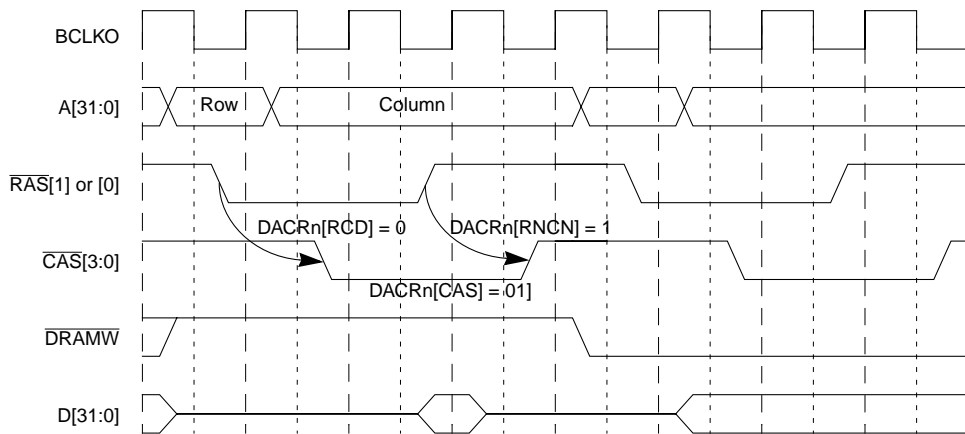 BCLKO
A[31:0]
Row
Column
RAS[1] or [0]
DACRn[RCD] = 0
DACRn[RNCN] = 1
CAS[3:0]
DACRn[CAS] = 01]
DRAMW
D[31:0]